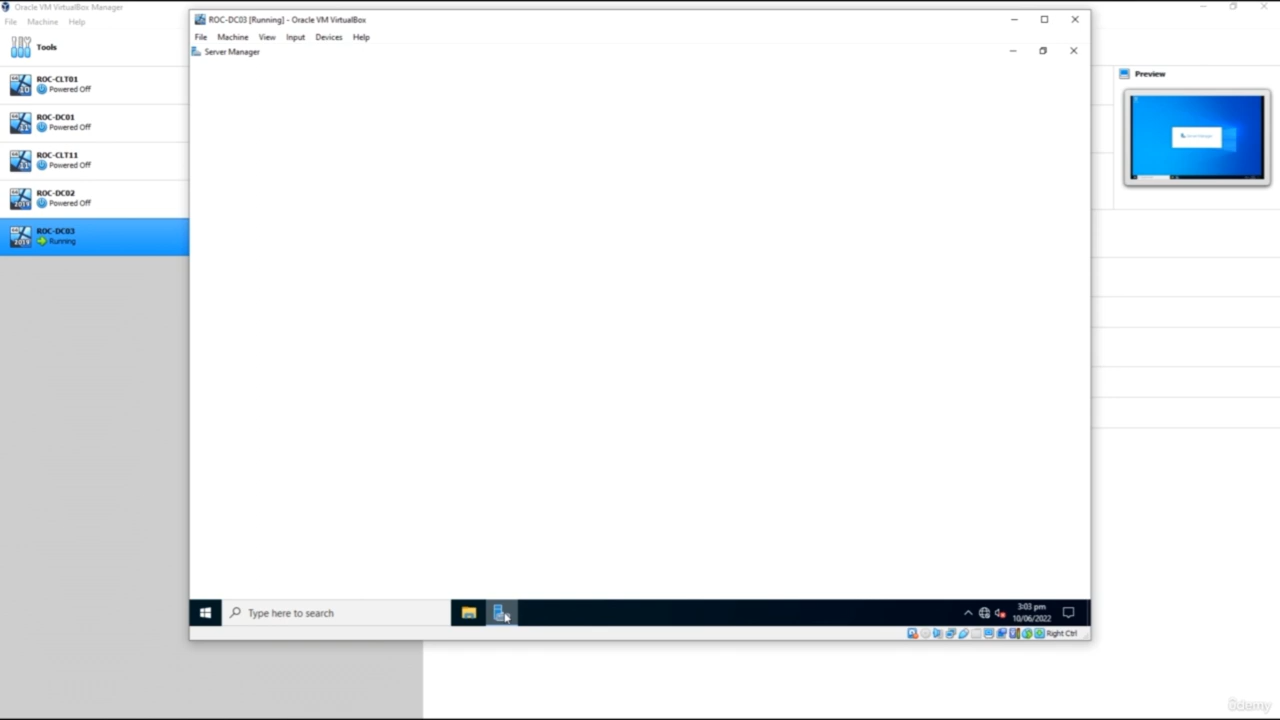 Oracle VM VirtualBox Manager
File Machine Help
Tools
ROC-CLT01
Powered Off
ROC-DC01
Powered Off
ROC-CLT11
Powered Off
ROC-DC02
Powered Off
ROC-DC03
Running
ROC-DC03 [Running] - Oracle VM VirtualBox
File Machine View Input Devices Help
Server Manager
Preview
Type here to search
3:03 pm
10/06/2022
Right Ctrl
ûdemy